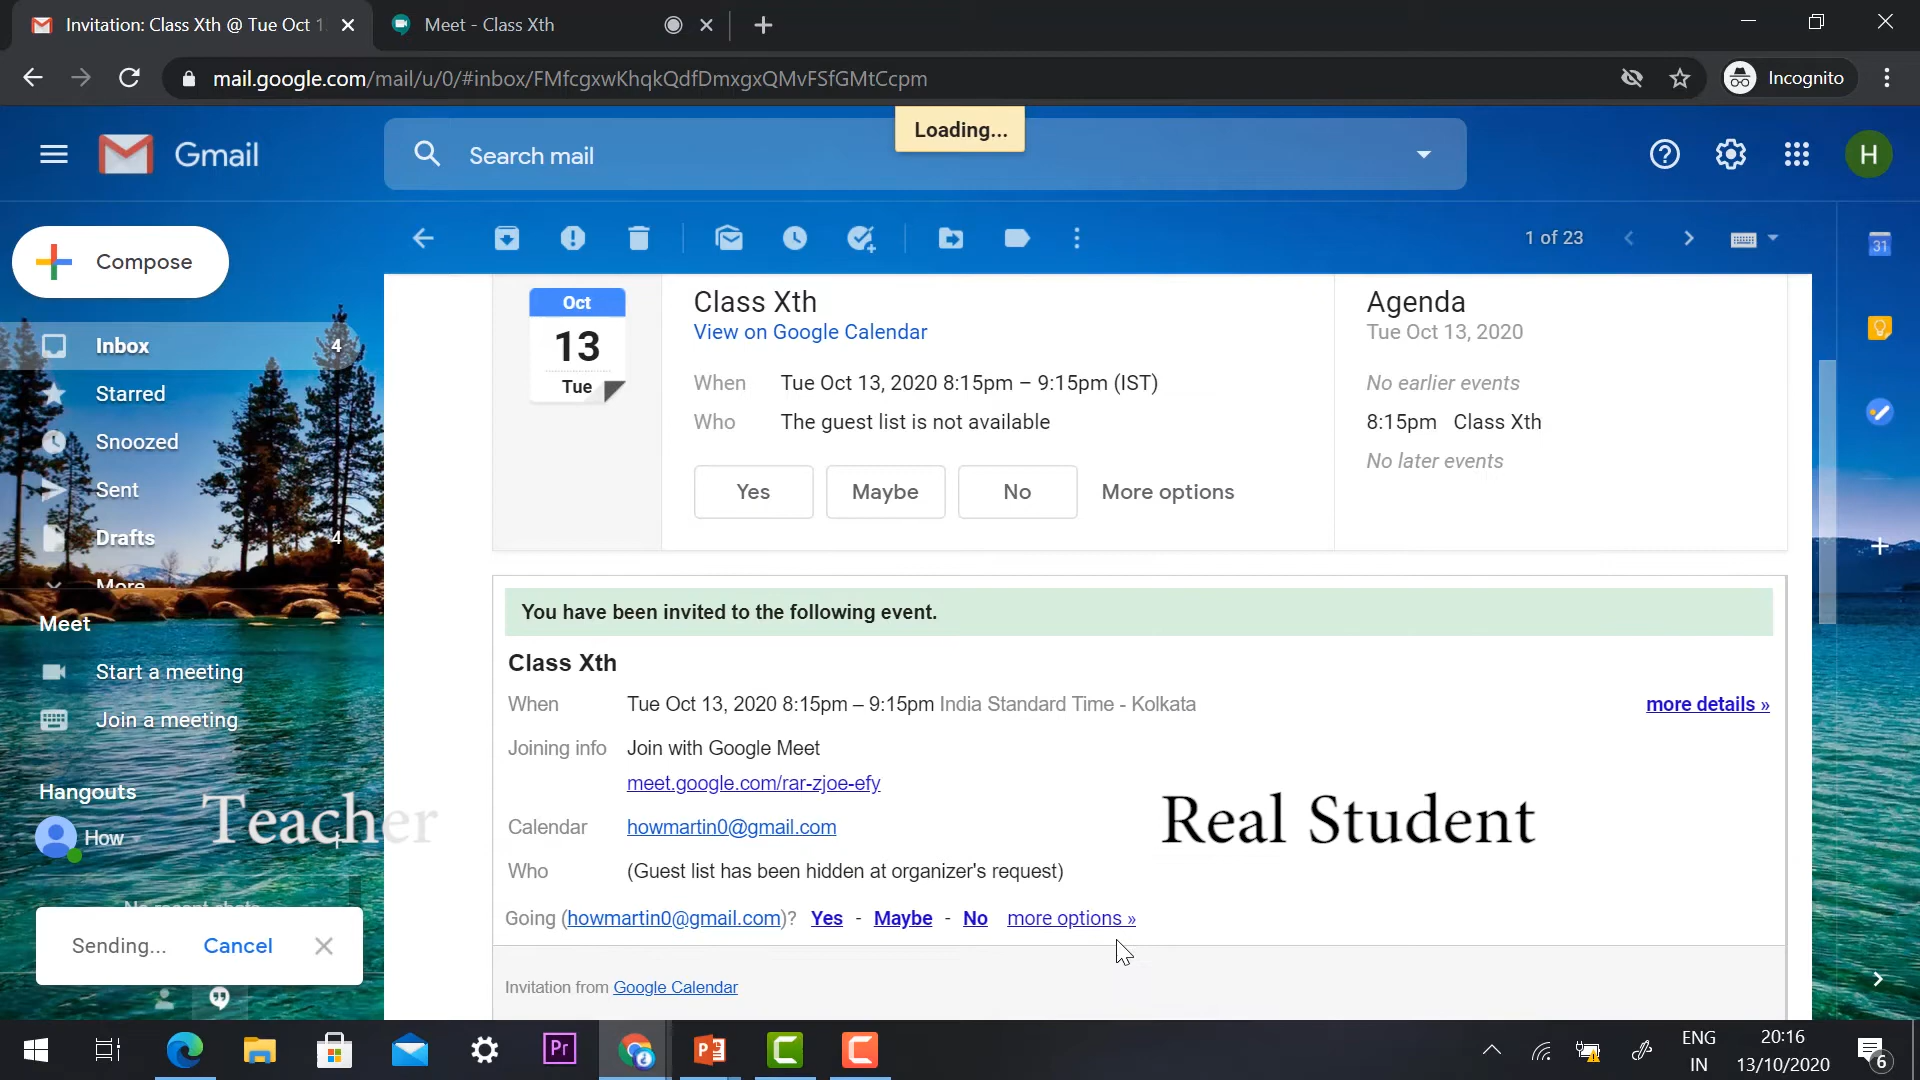 Invitation: Class Xth @ Tue Oct 1
Meet - Class Xth
mail.google.com/mail/u/0/#inbox/FMfcgxwKhqkQdfDmxgxQMvFSfGMtCcpm
Incognito
Loading...
Gmail
Search mail
H
Compose
1 of 23
31
Inbox 4
Starred
Snoozed
Sent
Drafts 4
More
Meet
Start a meeting
Join a meeting
Hangouts
How
No recent chats
Sending... Cancel
Oct
13
Tue
Class Xth
View on Google Calendar
When Tue Oct 13, 2020 8:15pm – 9:15pm (IST)
Who The guest list is not available
Yes Maybe No More options
Agenda
Tue Oct 13, 2020
No earlier events
8:15pm Class Xth
No later events
You have been invited to the following event.
Class Xth
When Tue Oct 13, 2020 8:15pm – 9:15pm India Standard Time - Kolkata
more details »
Joining info Join with Google Meet
meet.google.com/rar-zjoe-efy
Calendar howmartin0@gmail.com
Who (Guest list has been hidden at organizer's request)
Going (howmartin0@gmail.com)? Yes - Maybe - No more options »
Invitation from Google Calendar
Teacher
Real Student
Pr
ENG
IN
20:16
13/10/2020
6